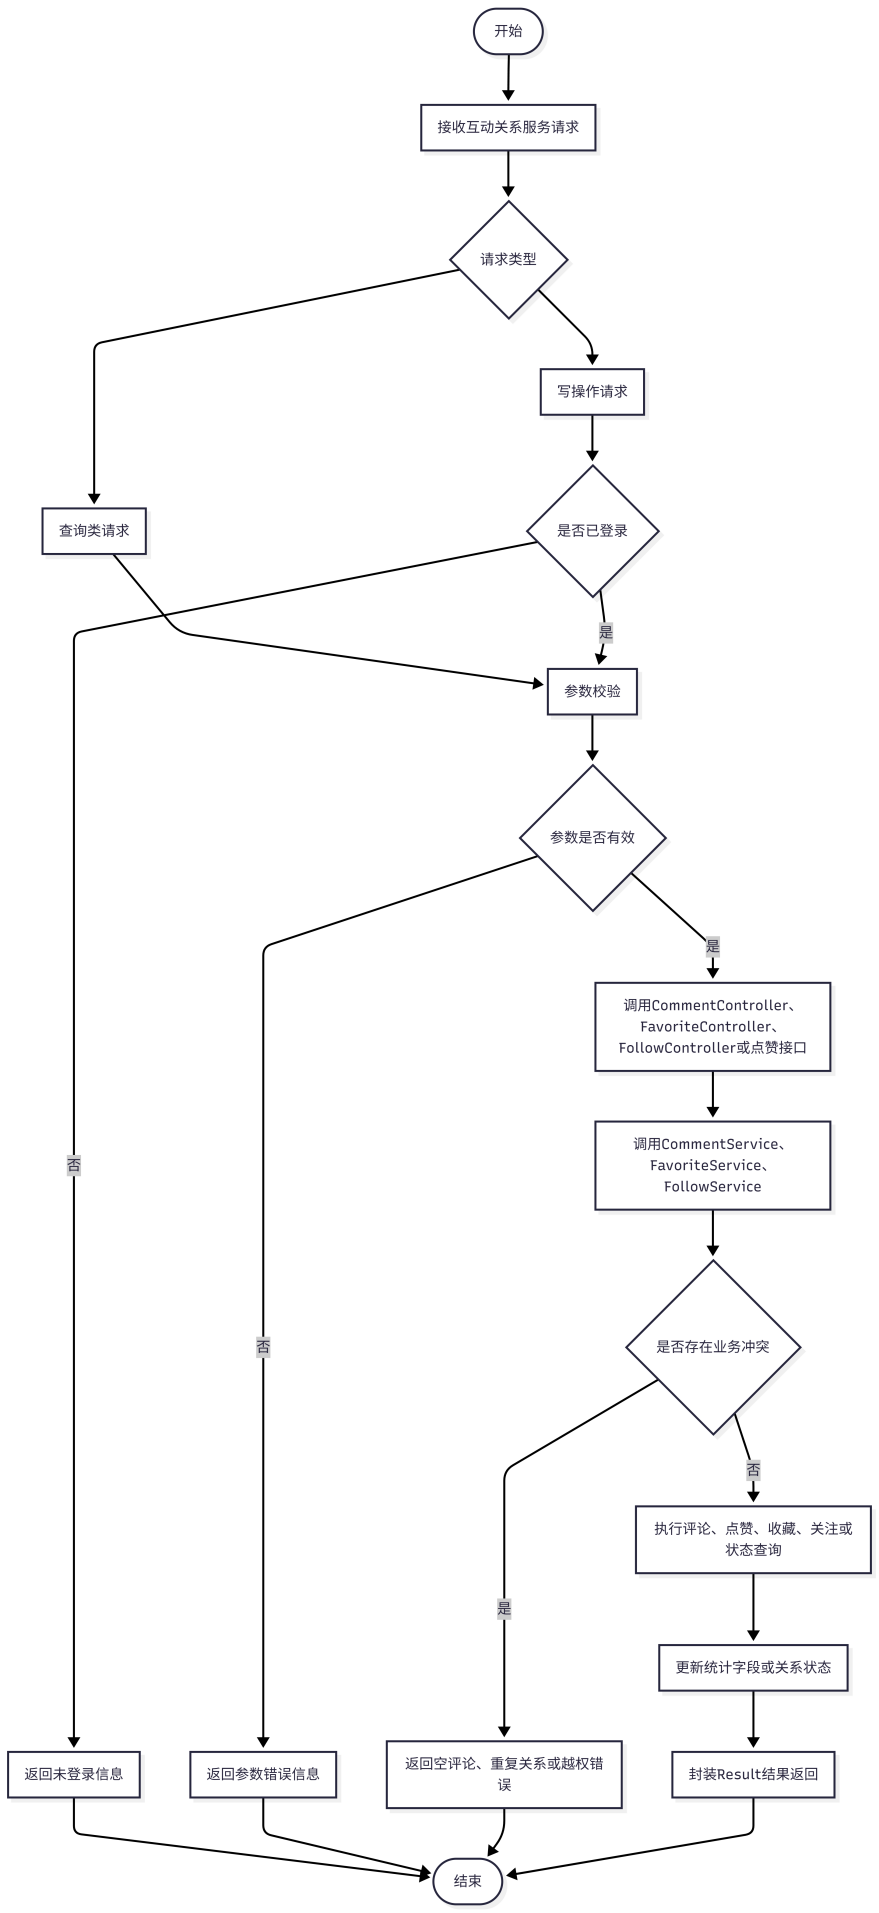 开始
接收互动关系服务请求
请求类型
写操作请求
查询类请求
是否已登录
是
参数校验
参数是否有效
是
调用CommentController、
FavoriteController、
FollowController或点赞接口
调用CommentService、
FavoriteService、
FollowService
否
否
是否存在业务冲突
否
执行评论、点赞、收藏、关注或
状态查询
是
更新统计字段或关系状态
返回未登录信息
返回参数错误信息
返回空评论、重复关系或越权错
误
封装Result结果返回
结束